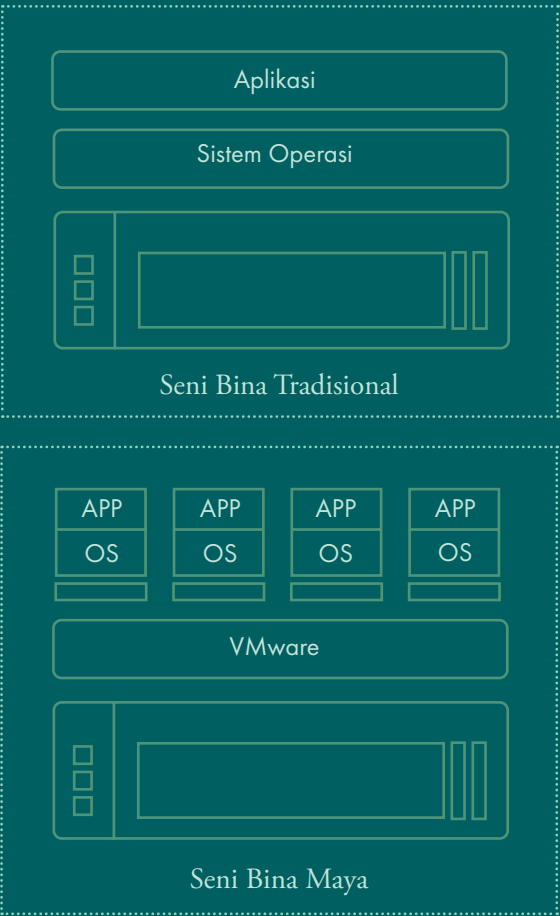 Aplikasi
Sistem Operasi
Seni Bina Tradisional
APP APP APP APP
OS OS OS OS
VMware
Seni Bina Maya